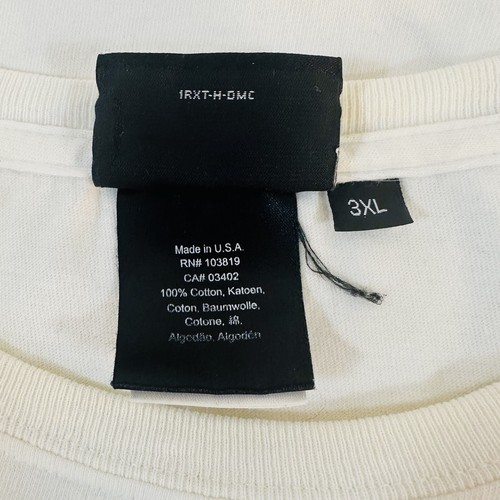 1RXT-H-DMC
3XL
Made in U.S.A.
RN# 103819
CA# 03402
100% Cotton, Katoen,
Coton, Baumwolle,
Cotone, 綿,
Algodão, Algodón